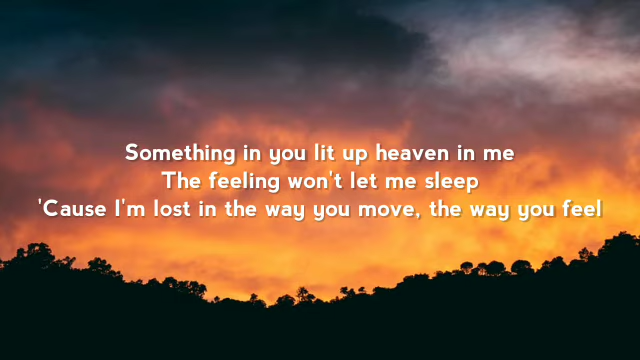 Something in you lit up heaven in me
The feeling won't let me sleep
'Cause I'm lost in the way you move, the way you feel